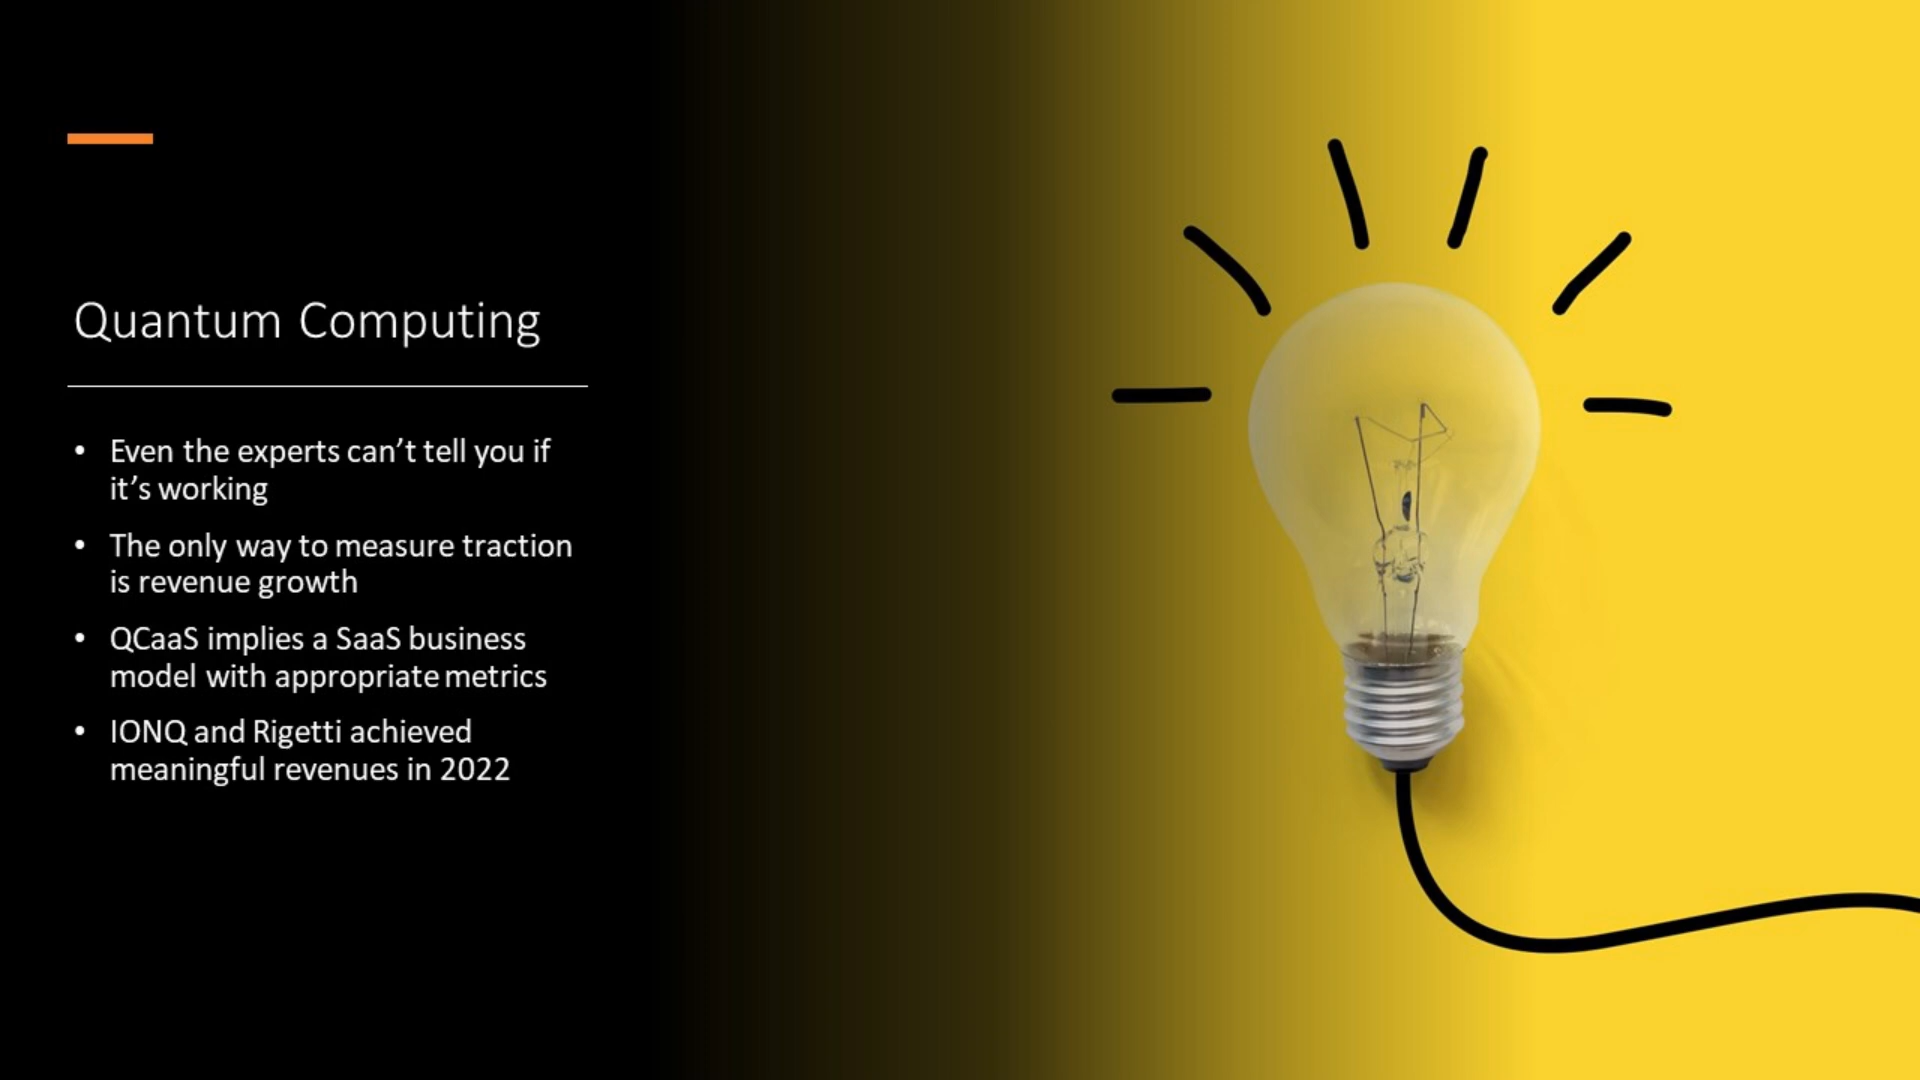 Quantum Computing
• Even the experts can’t tell you if
it’s working
• The only way to measure traction
is revenue growth
• QCaaS implies a SaaS business
model with appropriate metrics
• IONQ and Rigetti achieved
meaningful revenues in 2022